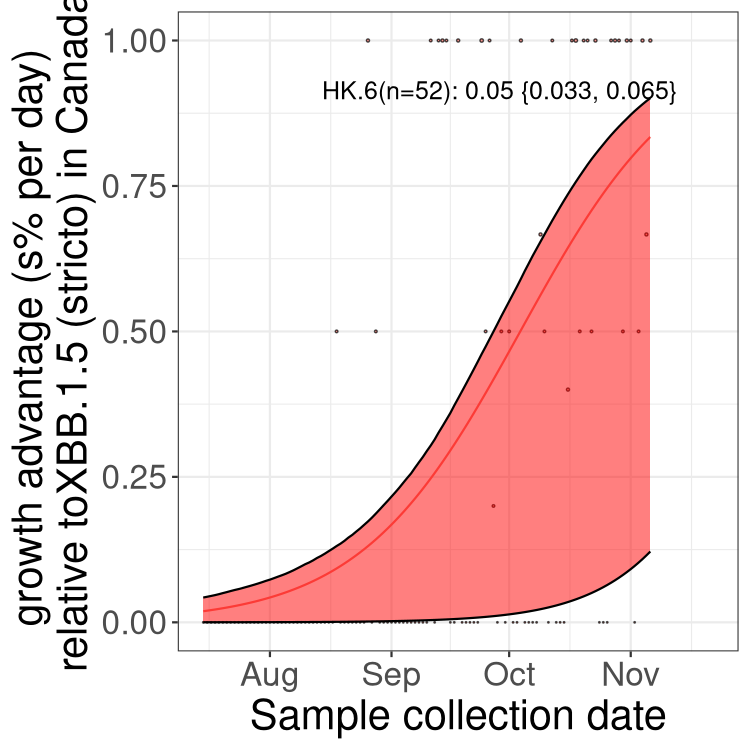 growth advantage (s% per day)
relative toXBB.1.5 (stricto) in Canada
1.00
0.75
0.50
0.25
0.00
HK.6(n=52): 0.05 {0.033, 0.065}
Aug Sep Oct Nov
Sample collection date